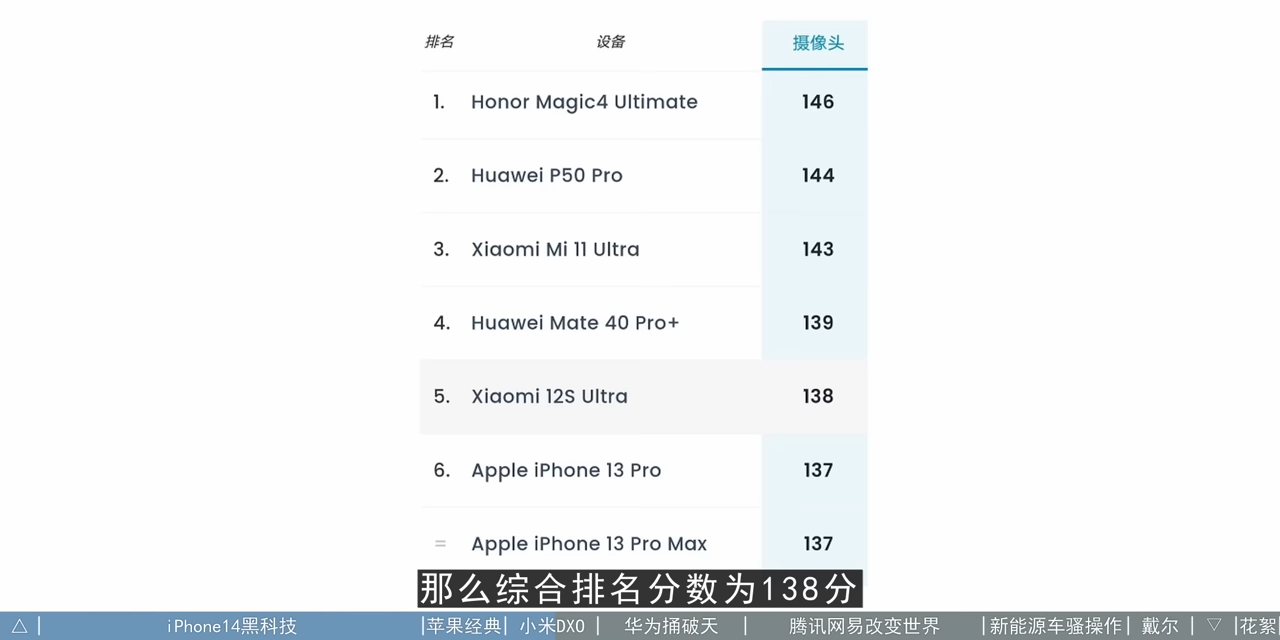 排名 设备 摄像头
1. Honor Magic4 Ultimate 146
2. Huawei P50 Pro 144
3. Xiaomi Mi 11 Ultra 143
4. Huawei Mate 40 Pro+ 139
5. Xiaomi 12S Ultra 138
6. Apple iPhone 13 Pro 137
= Apple iPhone 13 Pro Max 137
那么综合排名分数为138分
△ | iPhone14黑科技 |苹果经典| 小米DXO | 华为捅破天 | 腾讯网易改变世界 |新能源车骚操作| 戴尔 | ▽ |花絮